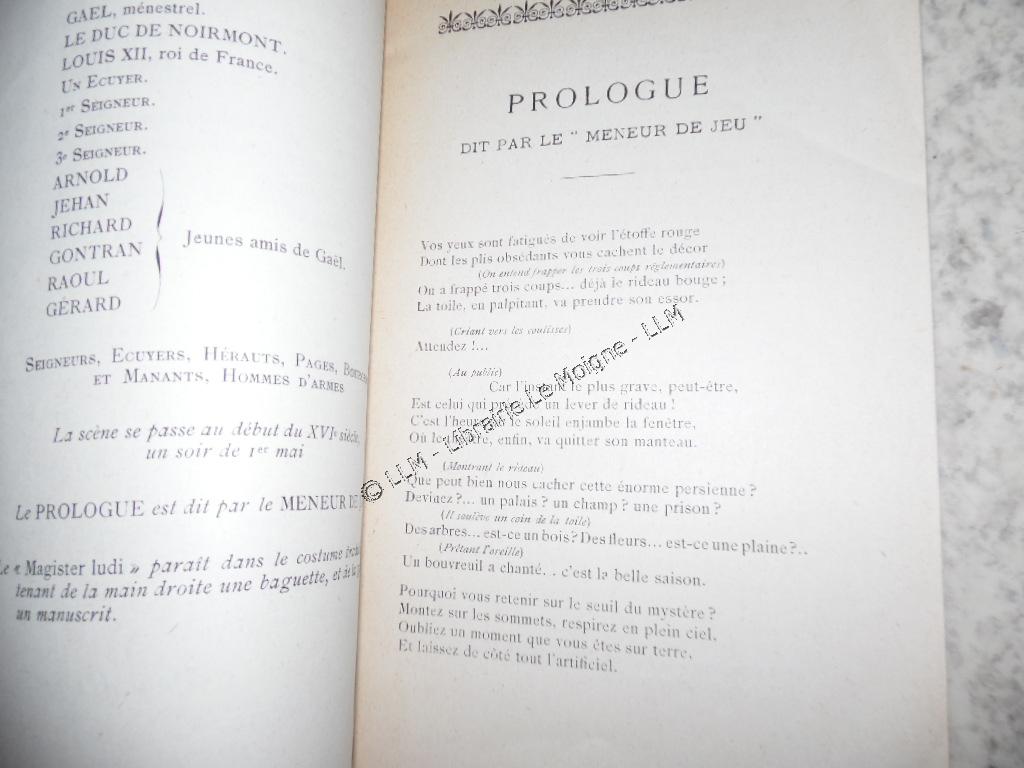 GAEL, ménestrel.
LE DUC DE NOIRMONT.
LOUIS XII, roi de France.
UN ECUYER.
1er SEIGNEUR.
2e SEIGNEUR.
3e SEIGNEUR.
ARNOLD
JEHAN
RICHARD
GONTRAN
RAOUL
GÉRARD
Jeunes amis de Gaël.
SEIGNEURS, ECUYERS, HÉRAUTS, PAGES,
ET MANANTS, HOMMES D'ARMES
La scène se passe au début du XVIe siècle,
un soir de 1er mai
Le PROLOGUE est dit par le MENEUR
Le « Magister ludi » paraît dans le costume
tenant de la main droite une baguette, et de la
un manuscrit.
PROLOGUE
DIT PAR LE " MENEUR DE JEU "
Vos yeux sont fatigués de voir l'étoffe rouge
Dont les plis obsédants vous cachent le décor
(On entend frapper les trois coups réglementaires)
On a frappé trois coups... déjà le rideau bouge ;
La toile, en palpitant, va prendre son essor.
(Criant vers les coulisses)
Attendez !...
(Au public)
Car l'instant le plus grave, peut-être,
Est celui qui précède un lever de rideau !
C'est l'heure où le soleil enjambe la fenêtre,
Où le, enfin, va quitter son manteau.
(Montrant le rideau)
Que peut bien nous cacher cette énorme persienne ?
Devinez ?... un palais ? un champ ? une prison ?
(Il soulève un coin de la toile)
Des arbres... est-ce un bois? Des fleurs... est-ce une plaine ?..
(Prêtant l'oreille)
Un bouvreuil a chanté. . c'est la belle saison.
Pourquoi vous retenir sur le seuil du mystère ?
Montez sur les sommets, respirez en plein ciel,
Oubliez un moment que vous êtes sur terre,
Et laissez de côté tout l'artificiel.
© LLM - Librairie Le Moigne - LLM